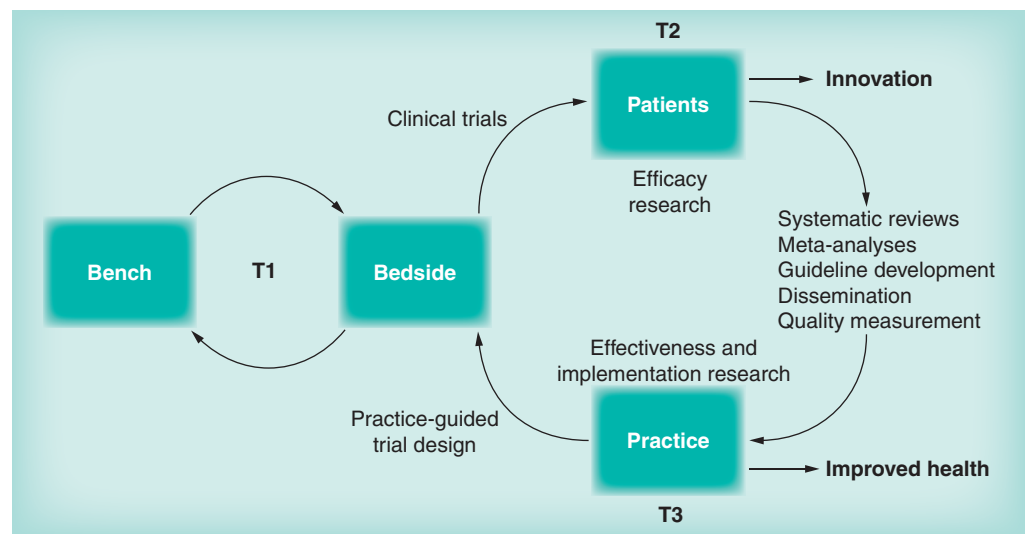 T2
Patients
Innovation
Clinical trials
Efficacy
research
Bench
T1
Bedside
Systematic reviews
Meta-analyses
Guideline development
Dissemination
Quality measurement
Effectiveness and
implementation research
Practice-guided
trial design
Practice
Improved health
T3